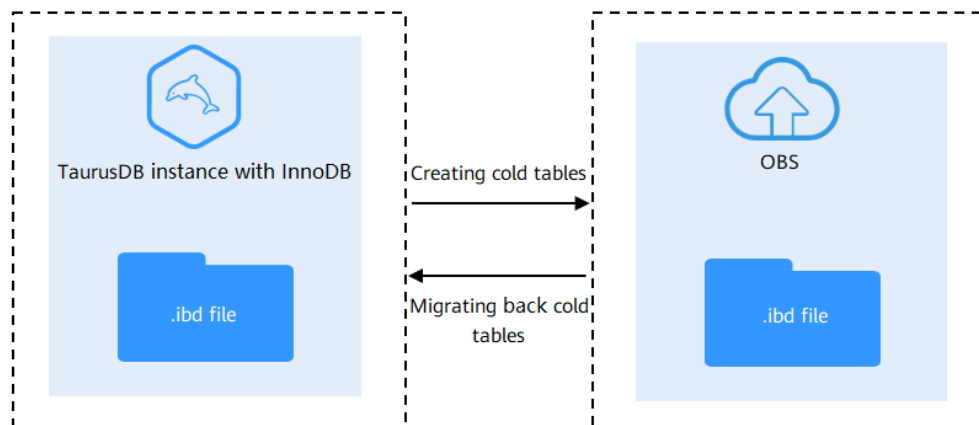 TaurusDB instance with InnoDB
.ibd file
Creating cold tables
Migrating back cold
tables
OBS
.ibd file